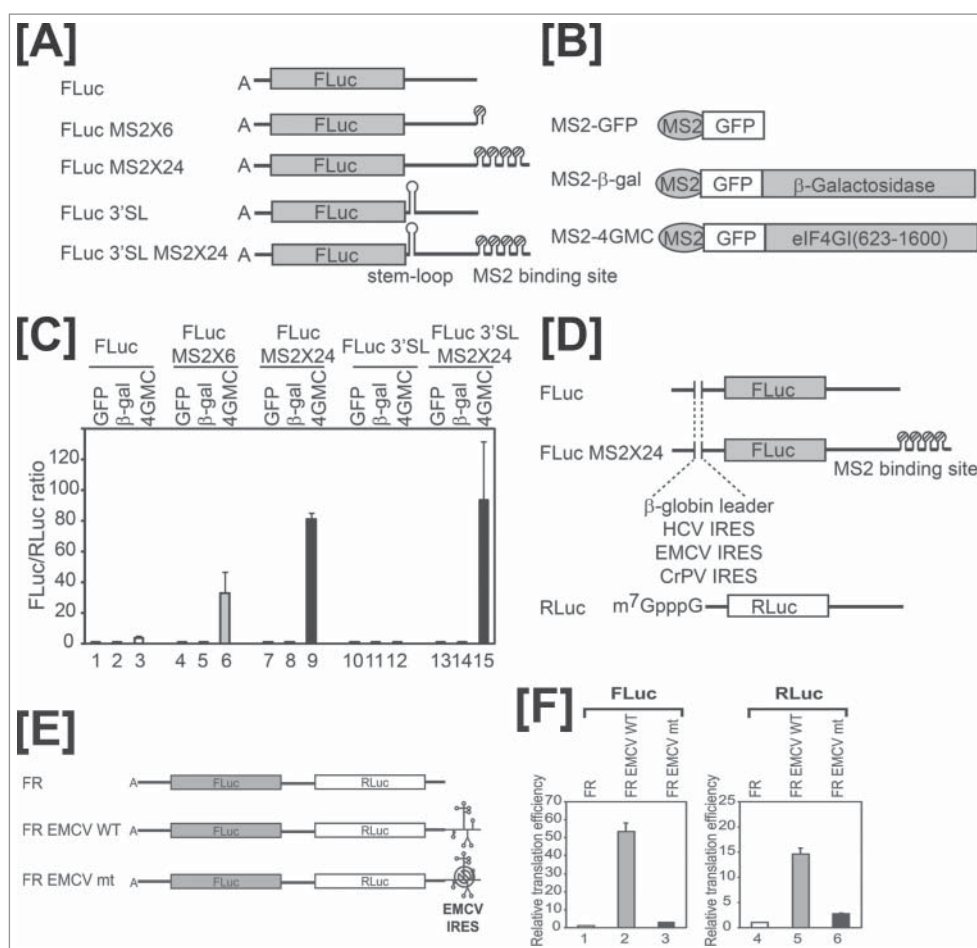 [A]
FLuc A FLuc
FLuc MS2X6 A FLuc
FLuc MS2X24 A FLuc
FLuc 3'SL A FLuc
FLuc 3'SL MS2X24 A FLuc
stem-loop MS2 binding site
[B]
MS2-GFP MS2 GFP
MS2-β-gal MS2 GFP β-Galactosidase
MS2-4GMC MS2 GFP eIF4GI(623-1600)
[C]
FLuc FLuc MS2X6 FLuc MS2X24 FLuc 3'SL FLuc 3'SL MS2X24
GFP β-gal 4GMC GFP β-gal 4GMC GFP β-gal 4GMC GFP β-gal 4GMC GFP β-gal 4GMC
FLuc/RLuc ratio
120
100
80
60
40
20
0
1 2 3 4 5 6 7 8 9 10 11 12 13 14 15
[D]
FLuc FLuc
FLuc MS2X24 FLuc
MS2 binding site
β-globin leader
HCV IRES
EMCV IRES
CrPV IRES
RLuc m7GpppG RLuc
[E]
FR A FLuc RLuc
FR EMCV WT A FLuc RLuc
FR EMCV mt A FLuc RLuc
EMCV
IRES
[F]
FLuc
FR FR EMCV WT FR EMCV mt
Relative translation efficiency
70
60
50
40
30
20
10
0
1 2 3
RLuc
FR FR EMCV WT FR EMCV mt
Relative translation efficiency
25
20
15
10
5
0
4 5 6